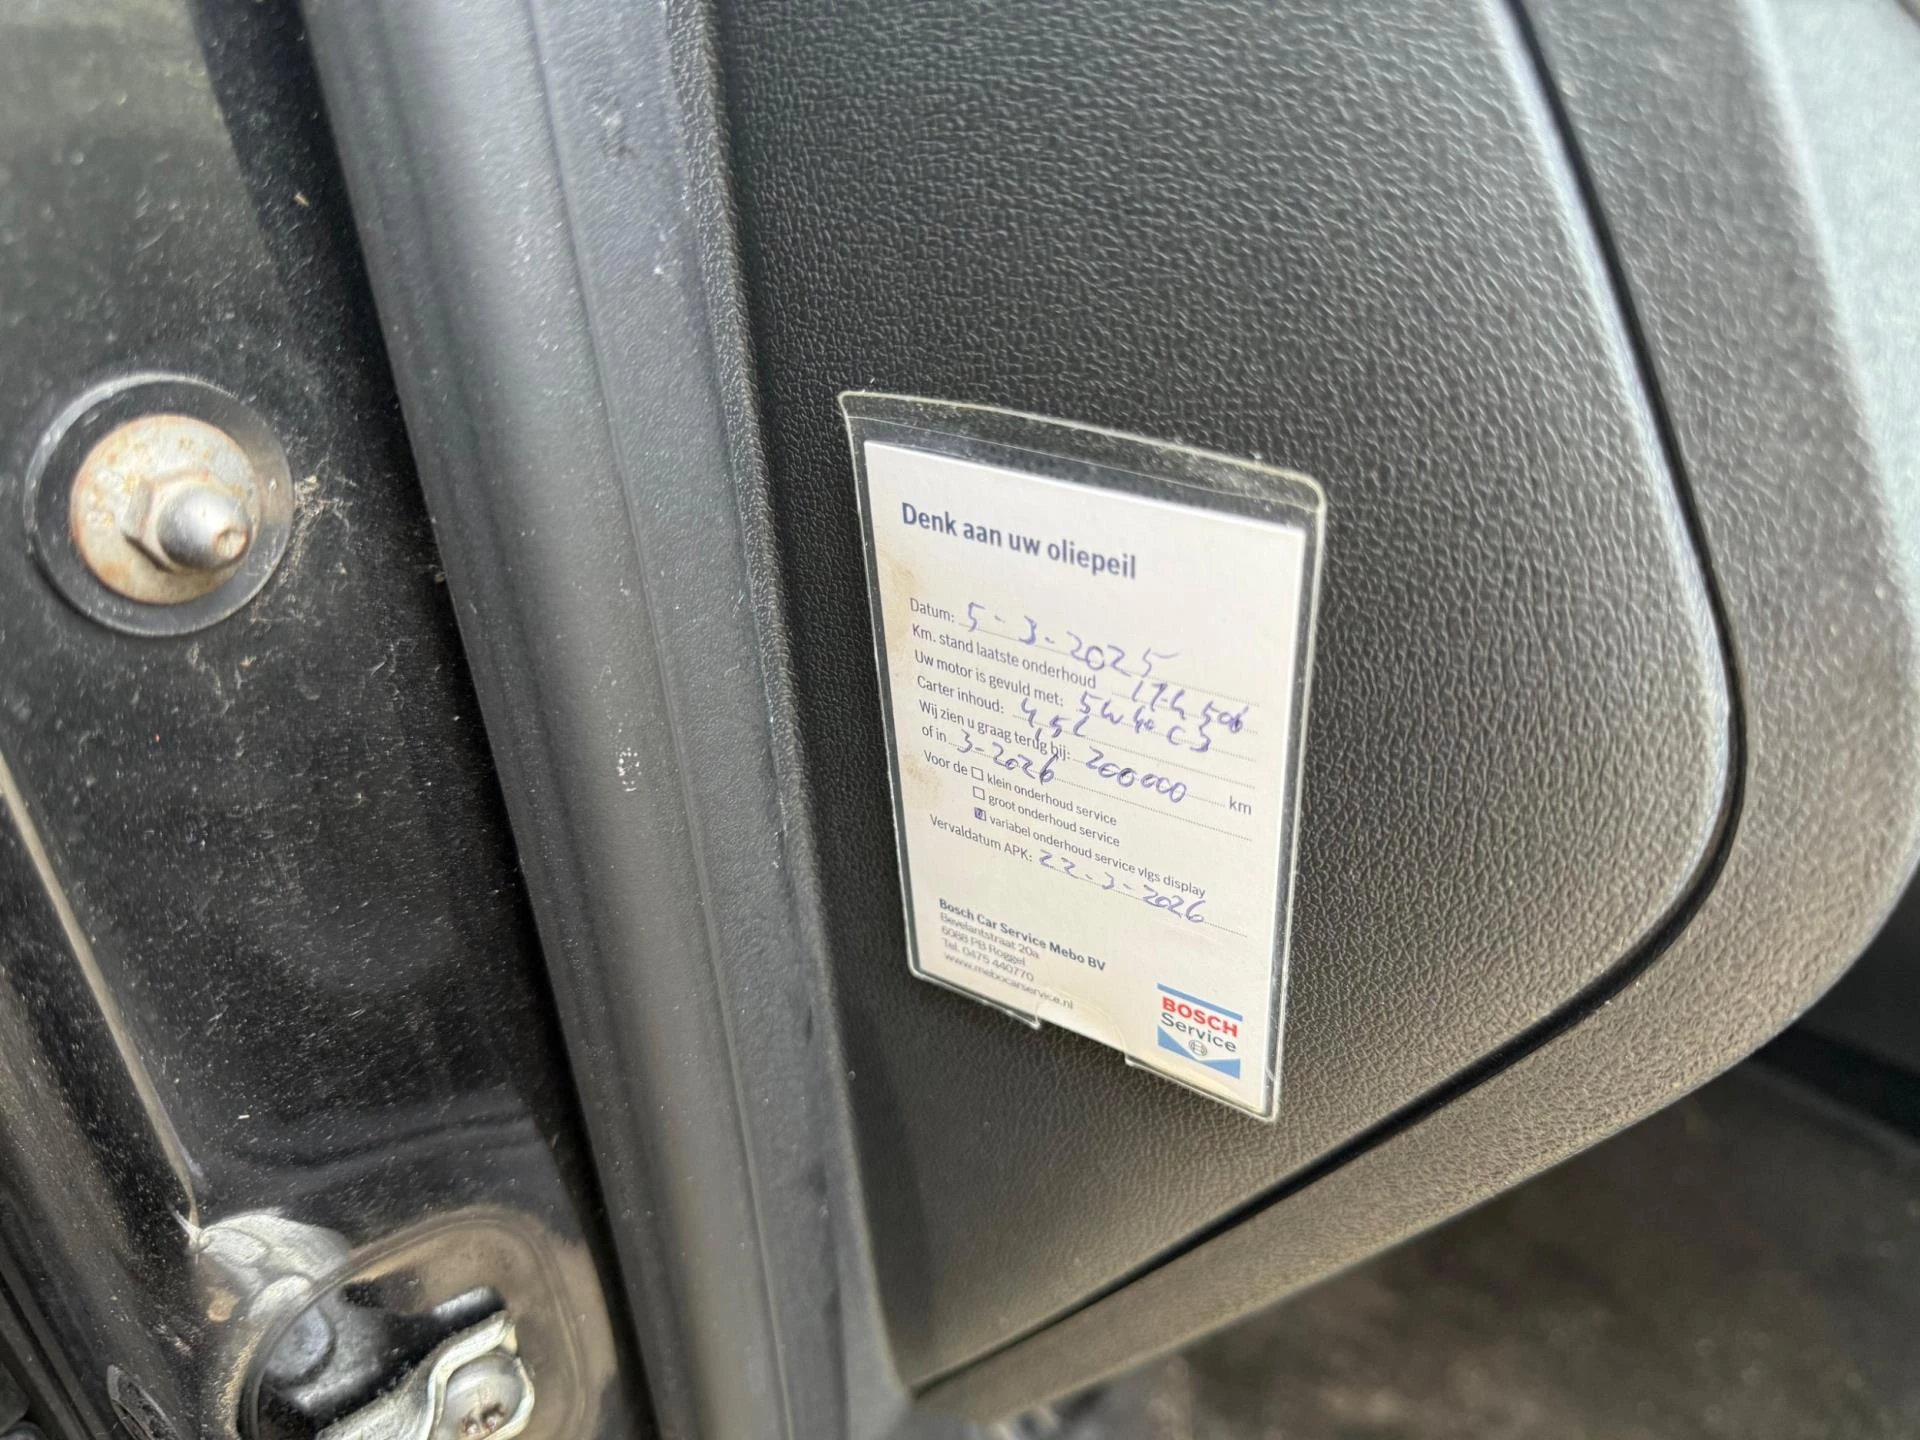 Denk aan uw oliepeil
Datum: 5-3-2025
Km. stand laatste onderhoud 174 506
Uw motor is gevuld met: 5W40 C3
Carter inhoud: 4,5L
Wij zien u graag terug bij: 200000 km
of in 3-2026
Voor de klein onderhoud service
groot onderhoud service
variabel onderhoud service vlgs display
Vervaldatum APK: 22-3-2026
Bosch Car Service Mebo BV
Bevelantstraat 20a
6088 PB Roggel
Tel. 0475 440770
www.mebocarservice.nl
BOSCH
Service